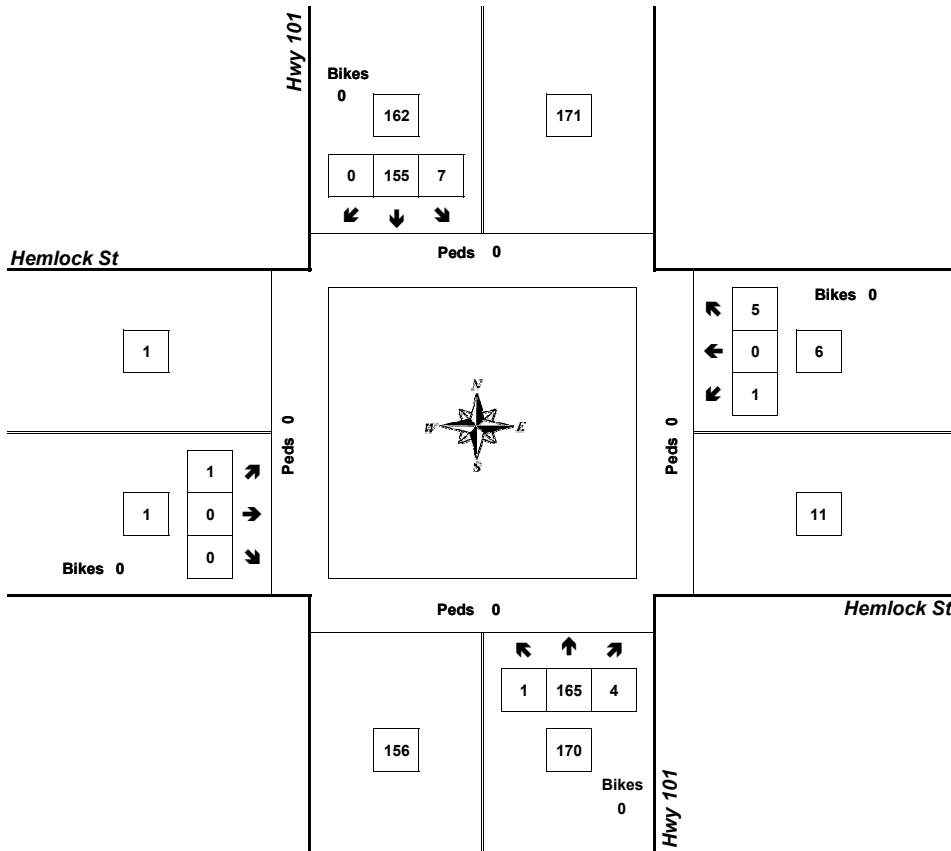 Hwy 101
Bikes
0
162
171
0 155 7
Peds 0
Hemlock St
1
5
0
1
Bikes 0
6
N
W E
S
Peds 0
Peds 0
1
0
0
1
Bikes 0
11
Peds 0
Hemlock St
1 165 4
156
170
Bikes
0
Hwy 101